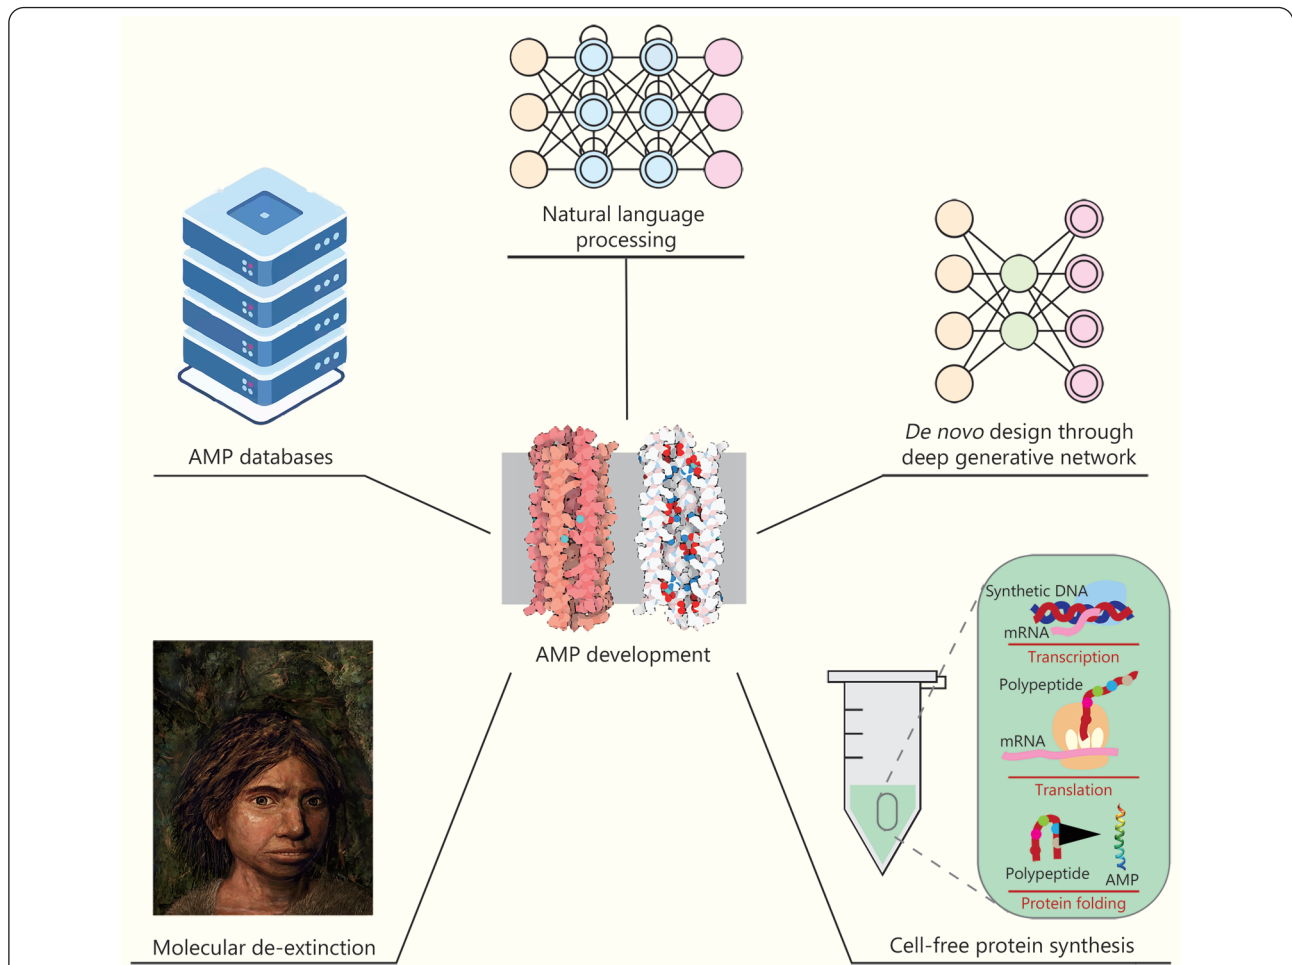 Natural language
processing
AMP databases
De novo design through
deep generative network
AMP development
Synthetic DNA
mRNA
Transcription
Polypeptide
mRNA
Translation
Polypeptide
AMP
Protein folding
Molecular de-extinction
Cell-free protein synthesis